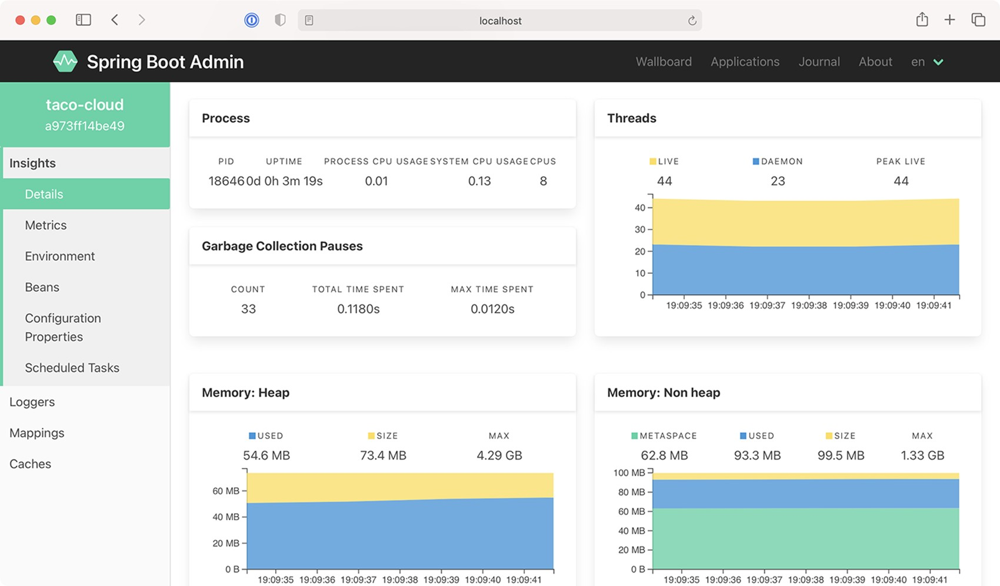 localhost
Spring Boot Admin
Wallboard Applications Journal About en
taco-cloud
a973ff14be49
Insights
Details
Metrics
Environment
Beans
Configuration
Properties
Scheduled Tasks
Loggers
Mappings
Caches
Process
PID UPTIME PROCESS CPU USAGE SYSTEM CPU USAGE CPUS
18646 0d 0h 3m 19s 0.01 0.13 8
Garbage Collection Pauses
COUNT TOTAL TIME SPENT MAX TIME SPENT
33 0.1180s 0.0120s
Threads
LIVE DAEMON PEAK LIVE
44 23 44
40
30
20
10
0
19:09:35 19:09:36 19:09:37 19:09:38 19:09:39 19:09:40 19:09:41
Memory: Heap
USED SIZE MAX
54.6 MB 73.4 MB 4.29 GB
60 MB
40 MB
20 MB
0 B
19:09:35 19:09:36 19:09:37 19:09:38 19:09:39 19:09:40 19:09:41
Memory: Non heap
METASPACE USED SIZE MAX
62.8 MB 93.3 MB 99.5 MB 1.33 GB
100 MB
80 MB
60 MB
40 MB
20 MB
0 B
19:09:35 19:09:36 19:09:37 19:09:38 19:09:39 19:09:40 19:09:41